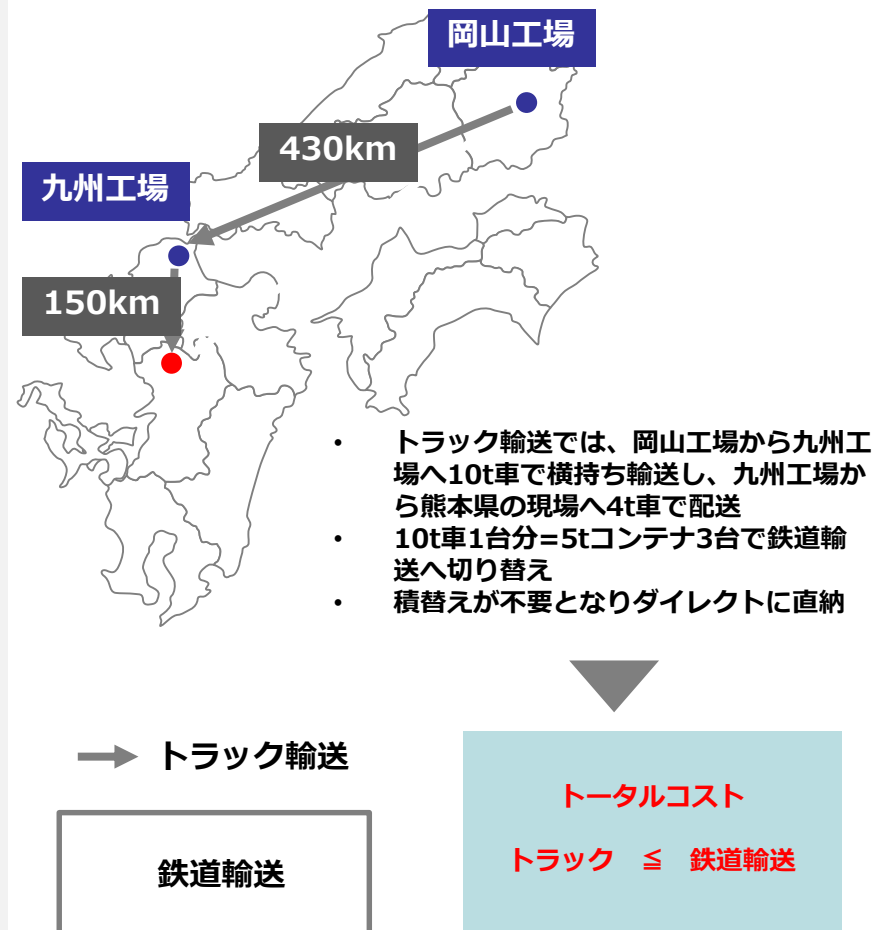 岡山工場
430km
九州工場
150km
・ トラック輸送では、岡山工場から九州工
場へ10t車で横持ち輸送し、九州工場か
ら熊本県の現場へ4t車で配送
・ 10t車1台分=5tコンテナ3台で鉄道輸
送へ切り替え
・ 積替えが不要となりダイレクトに直納
トラック輸送
鉄道輸送
トータルコスト
トラック ≦ 鉄道輸送